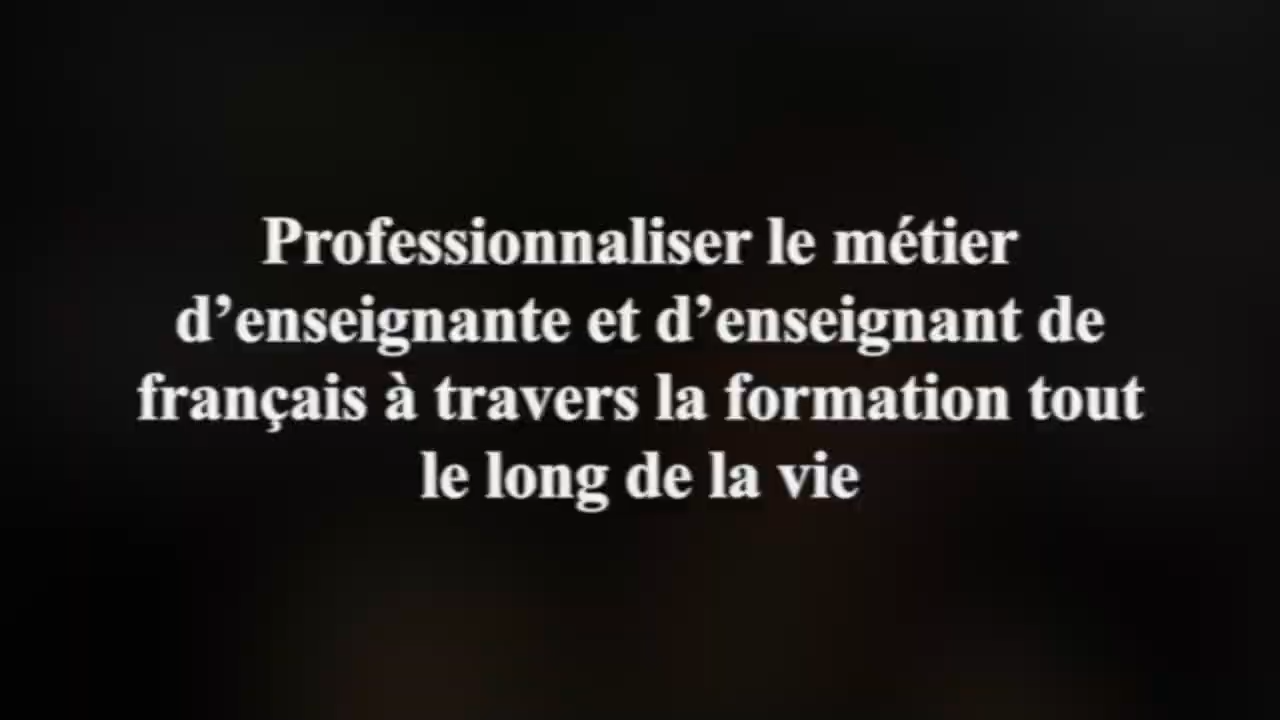 Professionnaliser le métier
d’enseignante et d’enseignant de
français à travers la formation tout
le long de la vie